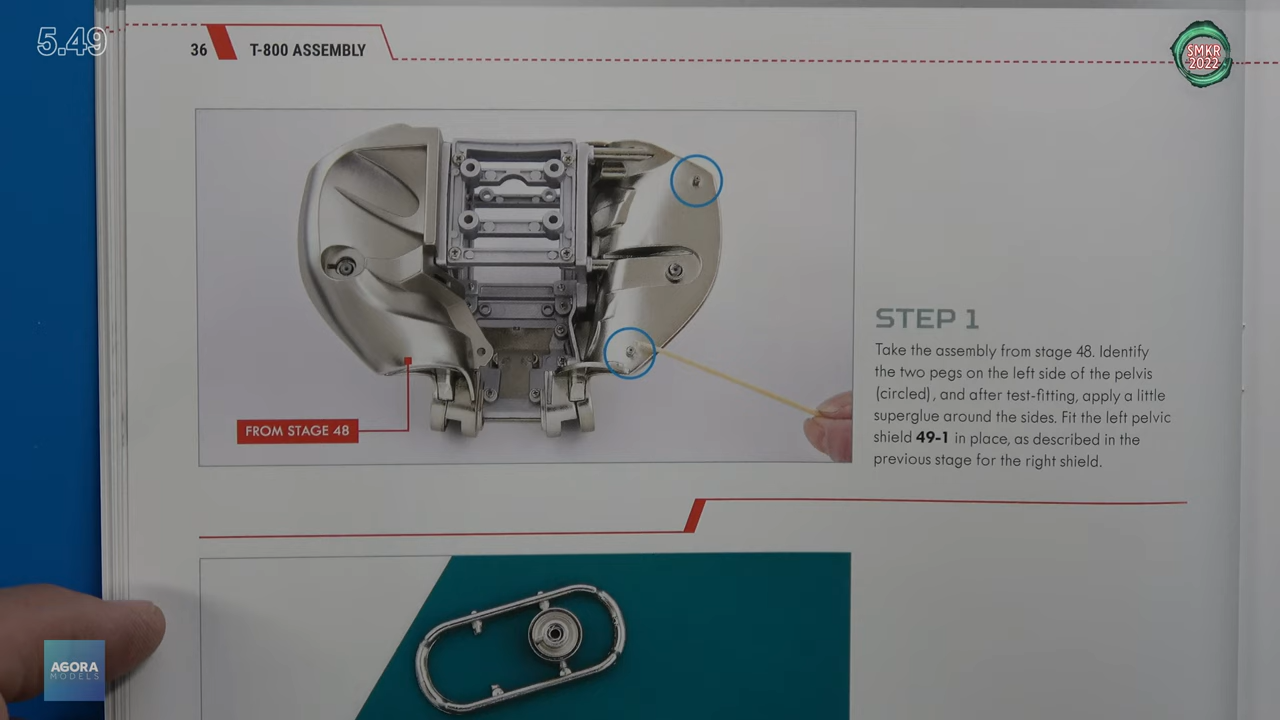 5.49
36 T-800 ASSEMBLY
SMKR
2022
FROM STAGE 48
STEP 1
Take the assembly from stage 48. Identify
the two pegs on the left side of the pelvis
(circled), and after test-fitting, apply a little
superglue around the sides. Fit the left pelvic
shield 49-1 in place, as described in the
previous stage for the right shield.
AGORA
MODELS